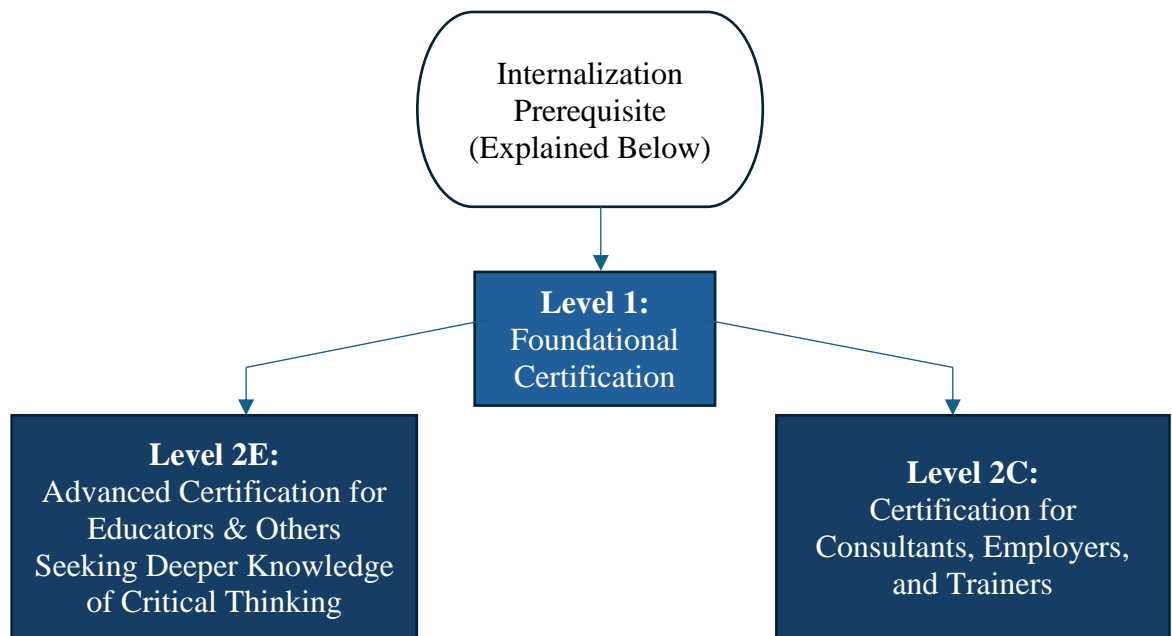 Internalization
Prerequisite
(Explained Below)
Level 1:
Foundational
Certification
Level 2E:
Advanced Certification for
Educators & Others
Seeking Deeper Knowledge
of Critical Thinking
Level 2C:
Certification for
Consultants, Employers,
and Trainers